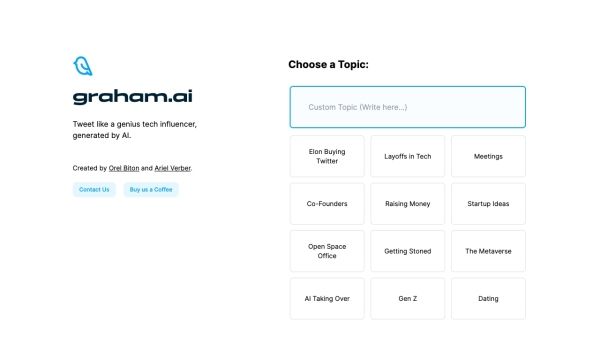 graham.ai
Tweet like a genius tech influencer,
generated by AI.
Created by Orel Biton and Ariel Verber.
Contact Us
Buy us a Coffee
Choose a Topic:
Custom Topic (Write here...)
Elon Buying
Twitter
Layoffs in Tech
Meetings
Co-Founders
Raising Money
Startup Ideas
Open Space
Office
Getting Stoned
The Metaverse
AI Taking Over
Gen Z
Dating